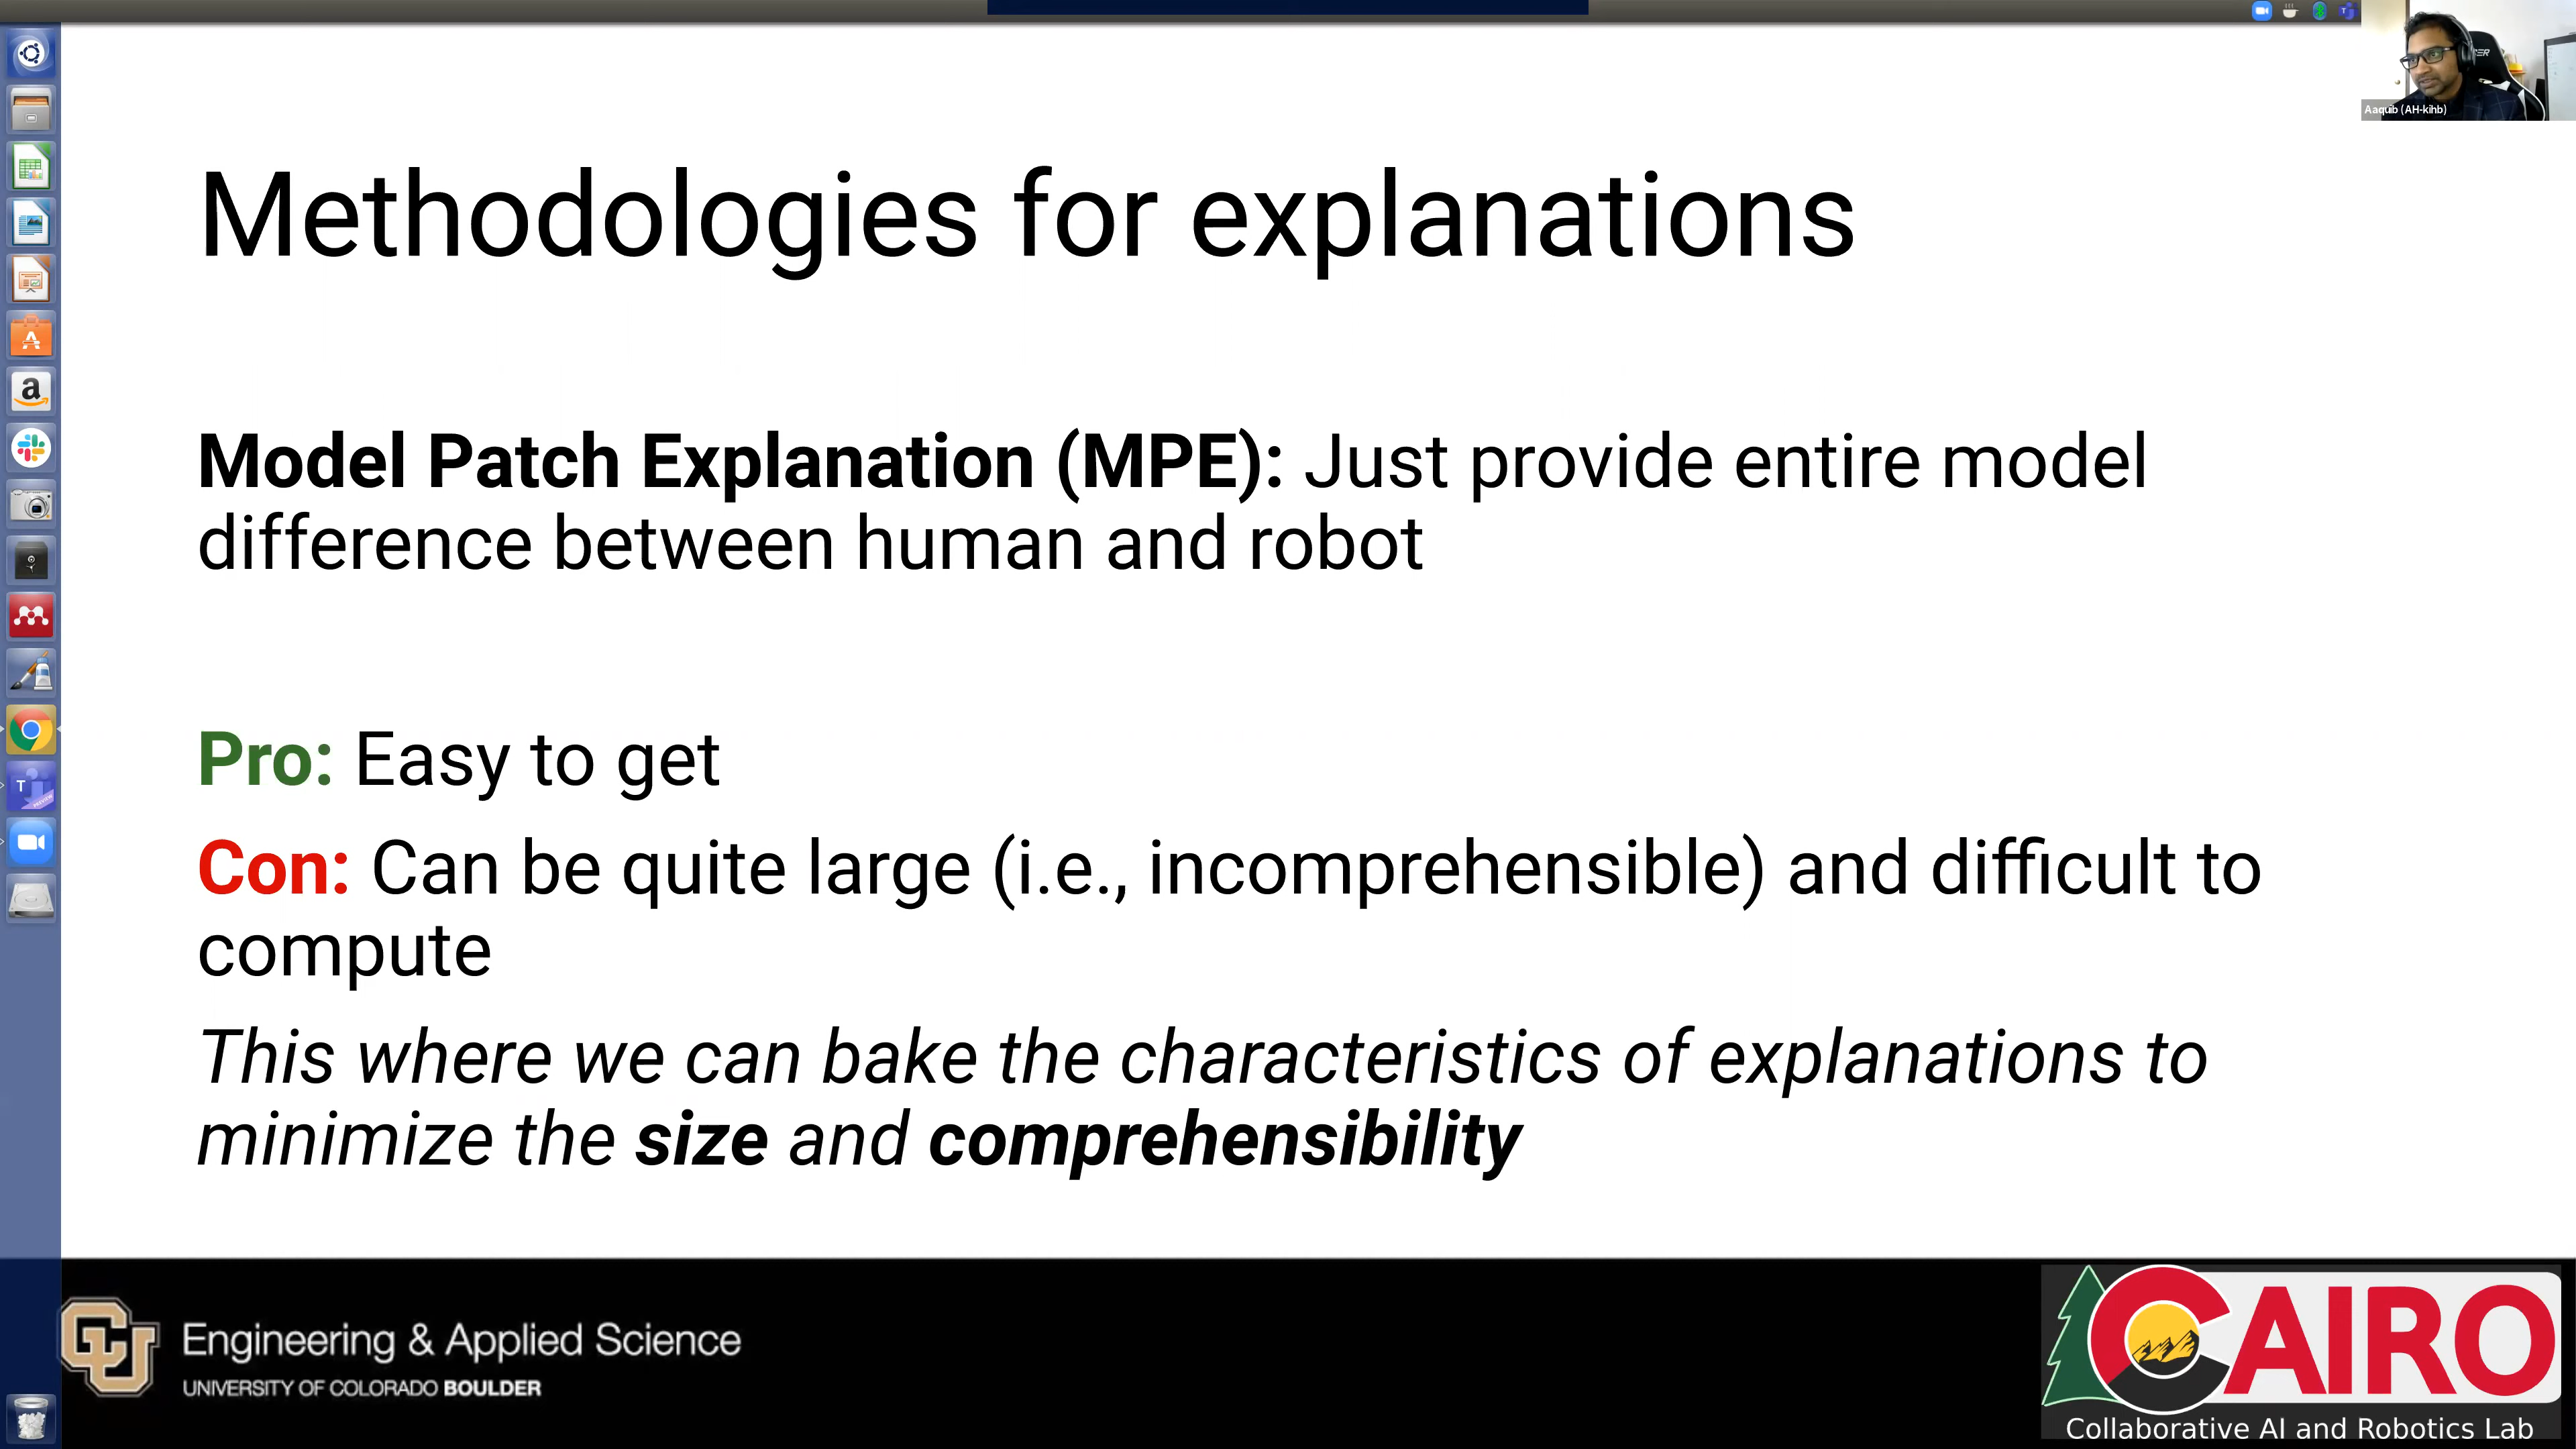 Aaquib (AH-kihb)
Methodologies for explanations
Model Patch Explanation (MPE): Just provide entire model
difference between human and robot
Pro: Easy to get
Con: Can be quite large (i.e., incomprehensible) and difficult to
compute
This where we can bake the characteristics of explanations to
minimize the size and comprehensibility
CU
Engineering & Applied Science
UNIVERSITY OF COLORADO BOULDER
CAIRO
Collaborative AI and Robotics Lab